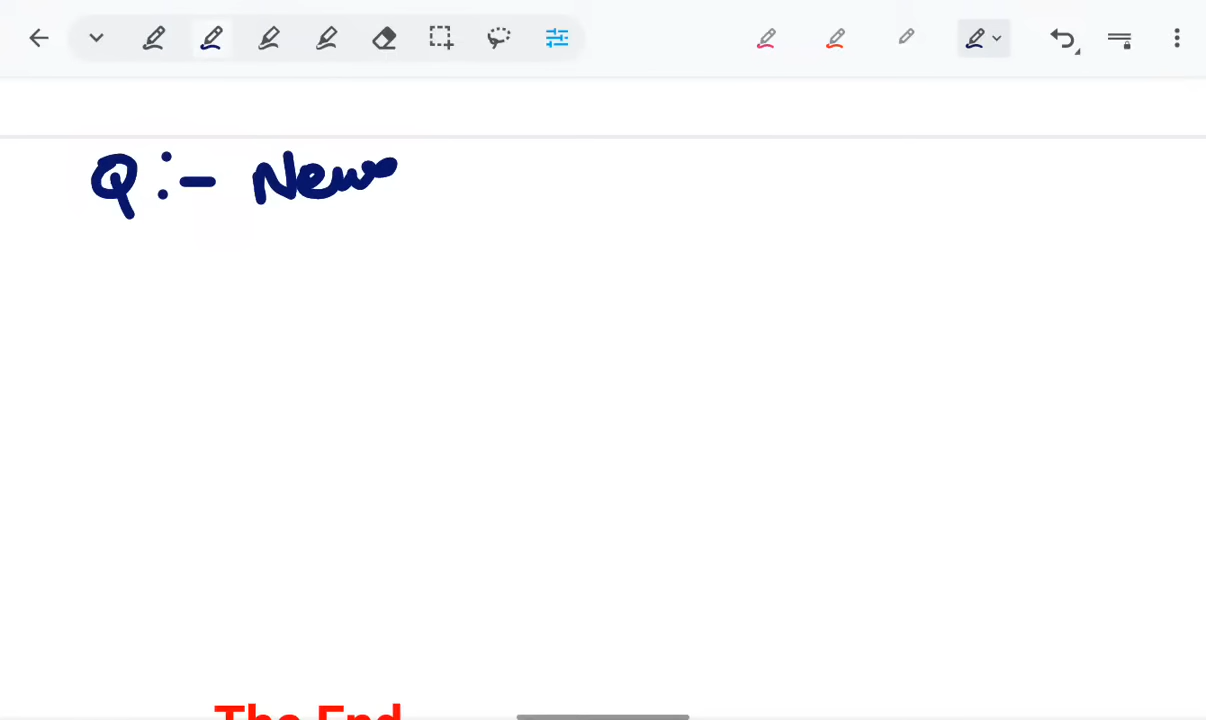 Q :- New
The End